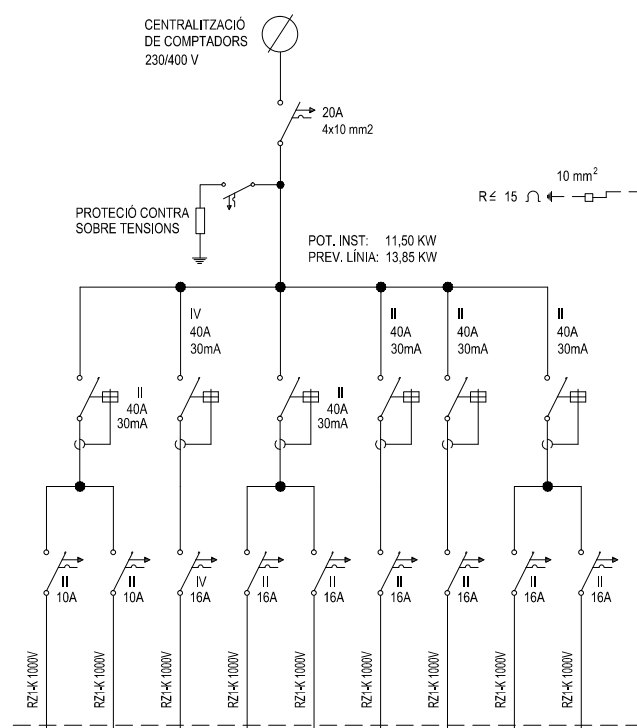 CENTRALITZACIÓ
DE COMPTADORS
230/400 V
20A
4x10 mm2
10 mm²
R≤ 15 Ω
PROTECIÓ CONTRA
SOBRE TENSIONS
POT. INST: 11,50 KW
PREV. LÍNIA: 13,85 KW
IV
40A
30mA
II
40A
30mA
II
40A
30mA
II
40A
30mA
II
40A
30mA
II
40A
30mA
II
10A
II
10A
IV
16A
II
16A
II
16A
II
16A
II
16A
II
16A
II
16A
RZ1-K 1000V
RZ1-K 1000V
RZ1-K 1000V
RZ1-K 1000V
RZ1-K 1000V
RZ1-K 1000V
RZ1-K 1000V
RZ1-K 1000V
RZ1-K 1000V